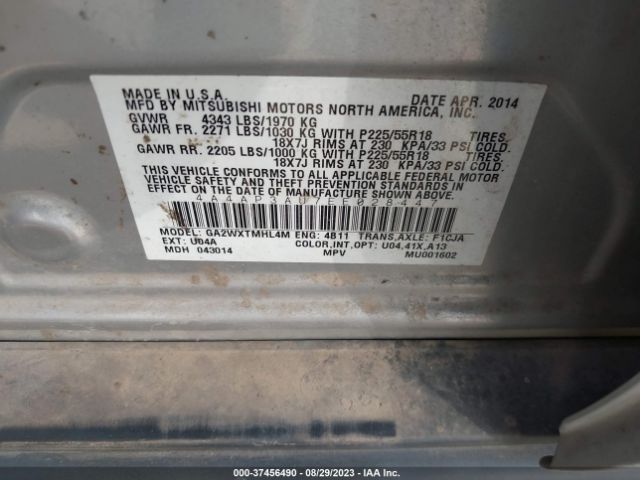 MADE IN U.S.A. DATE APR. 2014
MFD BY MITSUBISHI MOTORS NORTH AMERICA, INC.
GVWR 4343 LBS/1970 KG
GAWR FR. 2271 LBS/1030 KG WITH P225/55R18 TIRES,
18X7J RIMS AT 230 KPA/33 PSI COLD.
GAWR RR. 2205 LBS/1000 KG WITH P225/55R18 TIRES,
18X7J RIMS AT 230 KPA/33 PSI COLD.
THIS VEHICLE CONFORMS TO ALL APPLICABLE FEDERAL MOTOR
VEHICLE SAFETY AND THEFT PREVENTION STANDARDS IN
EFFECT ON THE DATE OF MANUFACTURE SHOWN ABOVE.
4A4AP3AU7EE028447
MODEL: GA2WXTMHL4M ENG: 4B11 TRANS,AXLE: F1CJA
EXT: U04A COLOR,INT,OPT: U04,41X,A13
MDH 043014 MPV MU001602
000-37456490 - 08/29/2023 - IAA Inc.